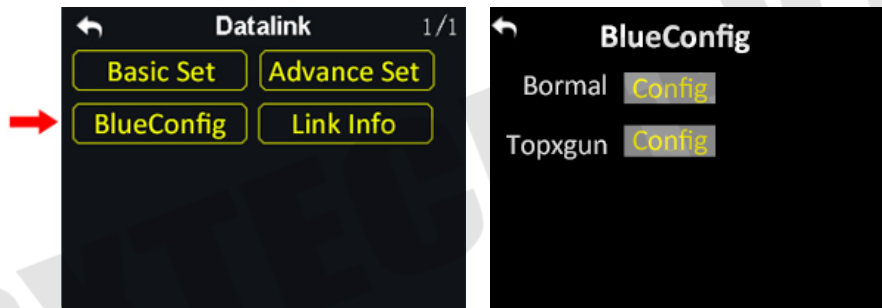 Datalink 1/1
Basic Set Advance Set
BlueConfig Link Info
BlueConfig
Bormal Config
Topxgun Config